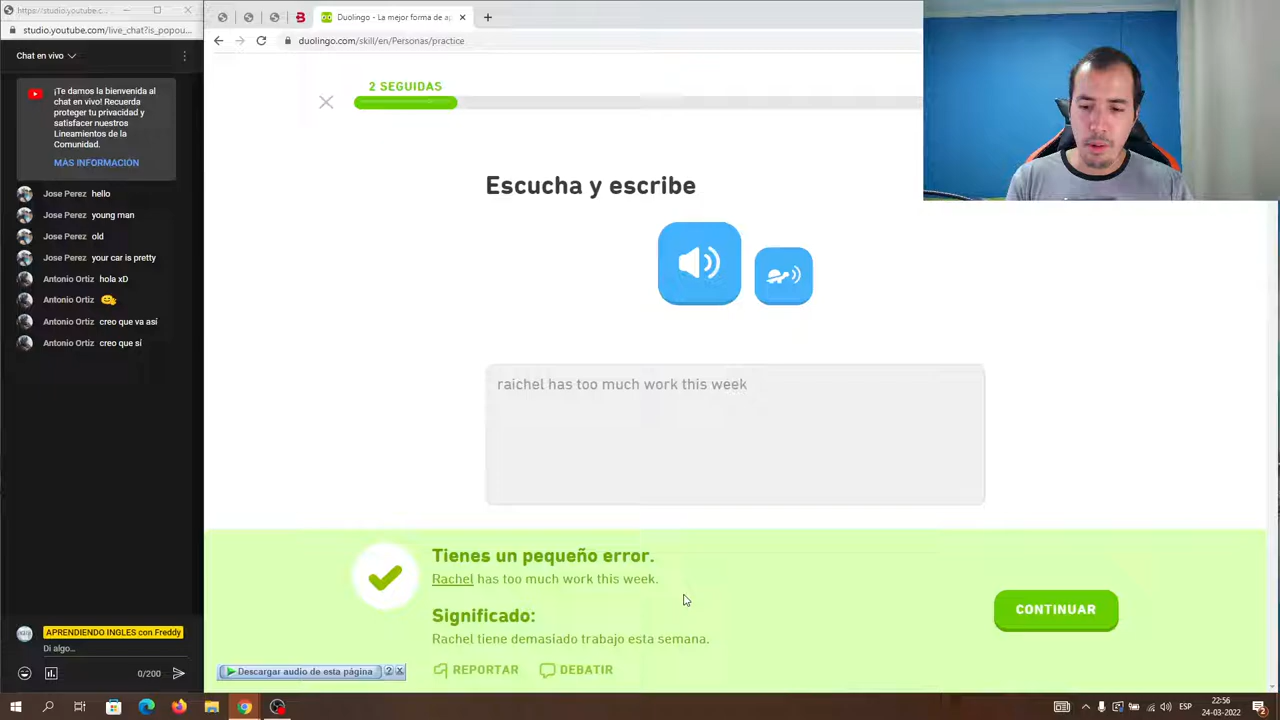 https://studio.youtube.c...
studio.youtube.com/live_chat?is_popou...
Chat en vivo
¡Te damos la bienvenida al
chat en vivo! Recuerda
proteger tu privacidad y
satisfacer nuestros
Lineamientos de la
Comunidad.
MÁS INFORMACIÓN
Jose Perez hello
Jose Perez young man
Jose Perez old
Jose Perez your car is pretty
Antonio Ortiz hola xD
Antonio Ortiz
Antonio Ortiz creo que va así
Antonio Ortiz creo que sí
APRENDIENDO INGLES con Freddy
Di algo...
0/200
Duolingo - La mejor forma de ap
duolingo.com/skill/en/Personas/practice
2 SEGUIDAS
Escucha y escribe
raichel has too much work this week
Tienes un pequeño error.
Rachel has too much work this week.
Significado:
Rachel tiene demasiado trabajo esta semana.
REPORTAR DEBATIR
CONTINUAR
Descargar audio de esta página ?
ESP
22:56
24-03-2022
2